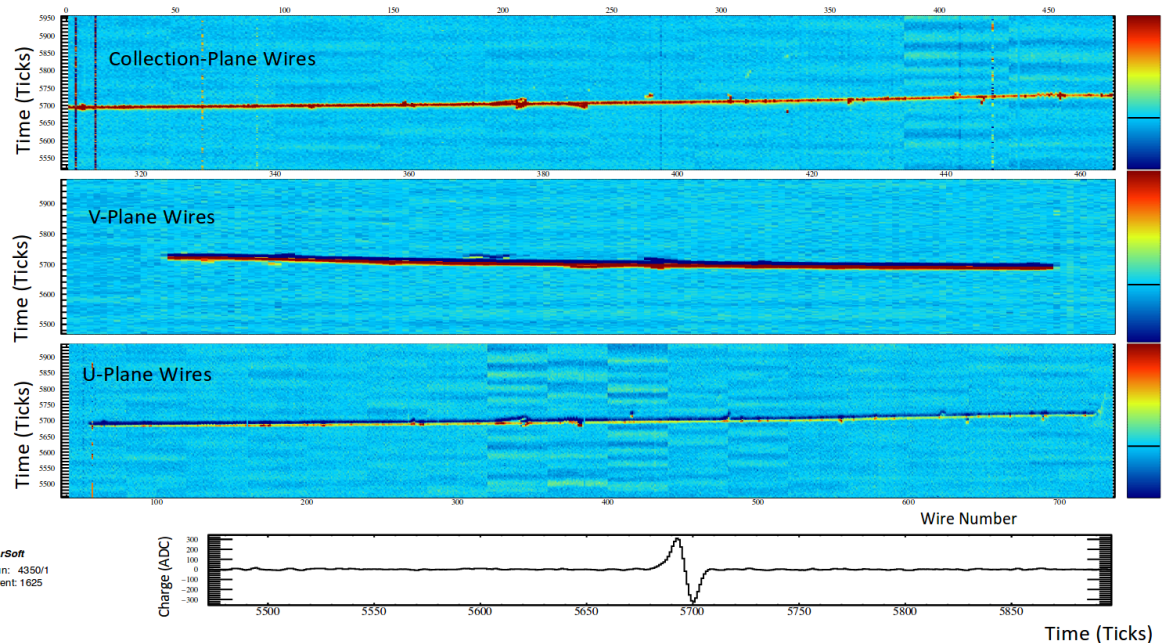 0 50 100 150 200 250 300 350 400 450
5950
5900
5850
5800
5750
5700
5650
5600
5550
Time (Ticks)
Collection-Plane Wires
320 340 360 380 400 420 440 460
5900
5800
5700
5600
5500
Time (Ticks)
V-Plane Wires
5900
5850
5800
5750
5700
5650
5600
5550
5500
Time (Ticks)
U-Plane Wires
100 200 300 400 500 600 700
Wire Number
rSoft
n: 4350/1
ent: 1625
Charge (ADC)
300
200
100
0
−100
−200
−300
5500 5550 5600 5650 5700 5750 5800 5850
Time (Ticks)